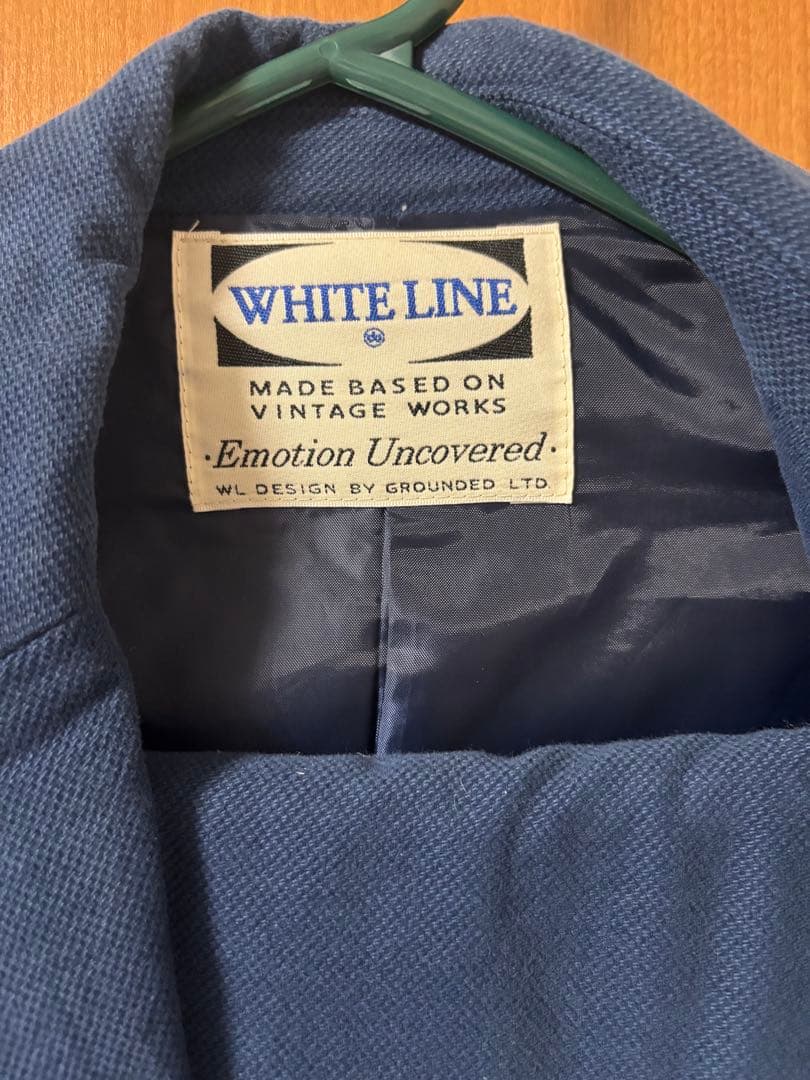 WHITE LINE
MADE BASED ON
VINTAGE WORKS
·Emotion Uncovered·
WL DESIGN BY GROUNDED LTD.